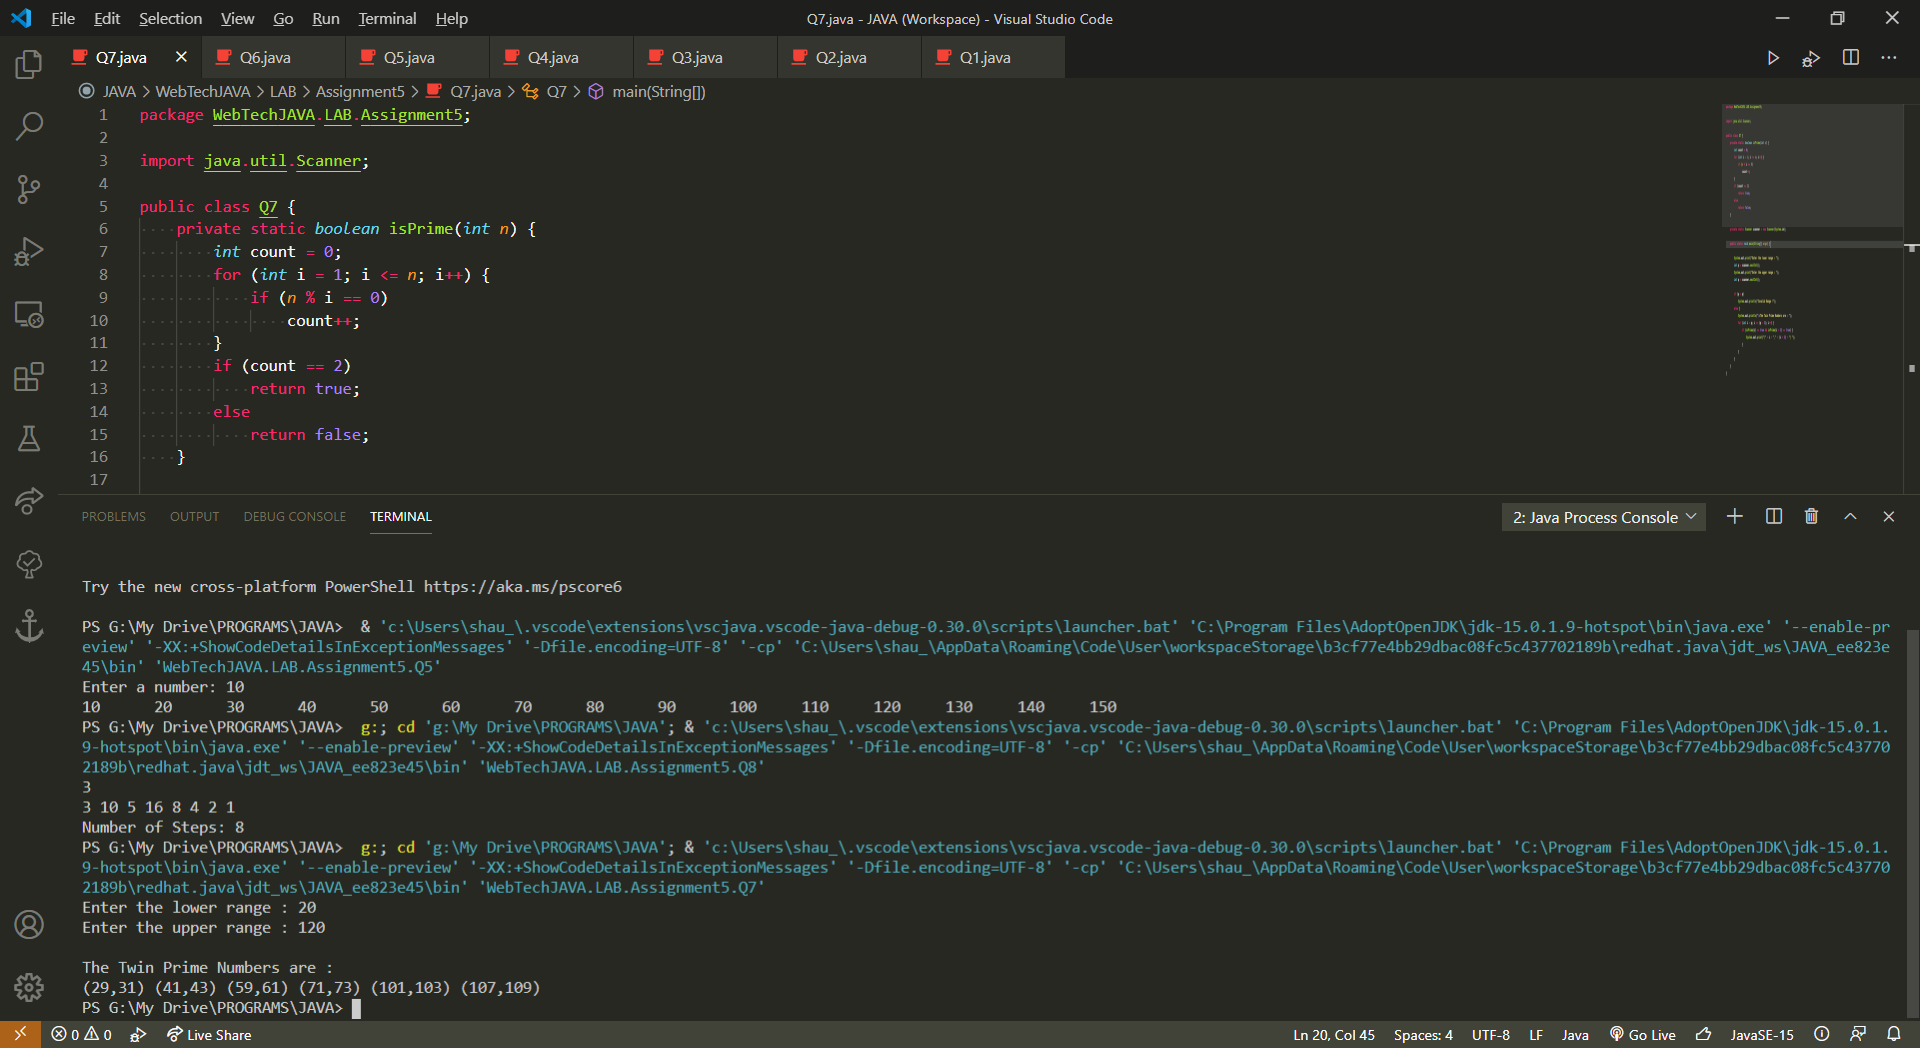 File Edit Selection View Go Run Terminal Help
Q7.java - JAVA (Workspace) - Visual Studio Code
Q7.java Q6.java Q5.java Q4.java Q3.java Q2.java Q1.java
JAVA > WebTechJAVA > LAB > Assignment5 > Q7.java > Q7 > main(String[])
1 package WebTechJAVA.LAB.Assignment5;
2
3 import java.util.Scanner;
4
5 public class Q7 {
6 private static boolean isPrime(int n) {
7 int count = 0;
8 for (int i = 1; i <= n; i++) {
9 if (n % i == 0)
10 count++;
11 }
12 if (count == 2)
13 return true;
14 else
15 return false;
16 }
17
PROBLEMS OUTPUT DEBUG CONSOLE TERMINAL
2: Java Process Console
Try the new cross-platform PowerShell https://aka.ms/pscore6
PS G:\My Drive\PROGRAMS\JAVA>  & 'c:\Users\shau_\.vscode\extensions\vscjava.vscode-java-debug-0.30.0\scripts\launcher.bat' 'C:\Program Files\AdoptOpenJDK\jdk-15.0.1.9-hotspot\bin\java.exe' '--enable-pr
eview' '-XX:+ShowCodeDetailsInExceptionMessages' '-Dfile.encoding=UTF-8' '-cp' 'C:\Users\shau_\AppData\Roaming\Code\User\workspaceStorage\b3cf77e4bb29dbac08fc5c437702189b\redhat.java\jdt_ws\JAVA_ee823e
45\bin' 'WebTechJAVA.LAB.Assignment5.Q5'
Enter a number: 10
10 20 30 40 50 60 70 80 90 100 110 120 130 140 150
PS G:\My Drive\PROGRAMS\JAVA>  g:; cd 'g:\My Drive\PROGRAMS\JAVA'; & 'c:\Users\shau_\.vscode\extensions\vscjava.vscode-java-debug-0.30.0\scripts\launcher.bat' 'C:\Program Files\AdoptOpenJDK\jdk-15.0.1.
9-hotspot\bin\java.exe' '--enable-preview' '-XX:+ShowCodeDetailsInExceptionMessages' '-Dfile.encoding=UTF-8' '-cp' 'C:\Users\shau_\AppData\Roaming\Code\User\workspaceStorage\b3cf77e4bb29dbac08fc5c43770
2189b\redhat.java\jdt_ws\JAVA_ee823e45\bin' 'WebTechJAVA.LAB.Assignment5.Q8'
3
3 10 5 16 8 4 2 1
Number of Steps: 8
PS G:\My Drive\PROGRAMS\JAVA>  g:; cd 'g:\My Drive\PROGRAMS\JAVA'; & 'c:\Users\shau_\.vscode\extensions\vscjava.vscode-java-debug-0.30.0\scripts\launcher.bat' 'C:\Program Files\AdoptOpenJDK\jdk-15.0.1.
9-hotspot\bin\java.exe' '--enable-preview' '-XX:+ShowCodeDetailsInExceptionMessages' '-Dfile.encoding=UTF-8' '-cp' 'C:\Users\shau_\AppData\Roaming\Code\User\workspaceStorage\b3cf77e4bb29dbac08fc5c43770
2189b\redhat.java\jdt_ws\JAVA_ee823e45\bin' 'WebTechJAVA.LAB.Assignment5.Q7'
Enter the lower range : 20
Enter the upper range : 120
The Twin Prime Numbers are :
(29,31) (41,43) (59,61) (71,73) (101,103) (107,109)
PS G:\My Drive\PROGRAMS\JAVA>
0 0 Live Share Ln 20, Col 45 Spaces: 4 UTF-8 LF Java Go Live JavaSE-15